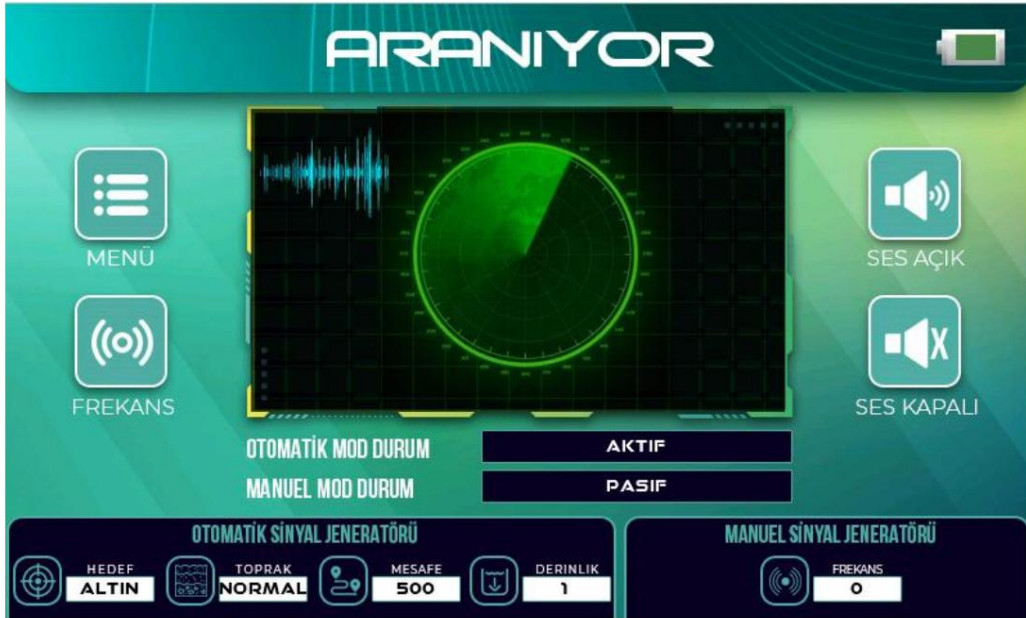 ARANIYOR
MENÜ
SES AÇIK
FREKANS
SES KAPALI
OTOMATİK MOD DURUM AKTIF
MANUEL MOD DURUM PASIF
OTOMATİK SİNYAL JENERATÖRÜ
HEDEF
ALTIN
TOPRAK
NORMAL
MESAFE
500
DERINLIK
1
MANUEL SİNYAL JENERATÖRÜ
FREKANS
0